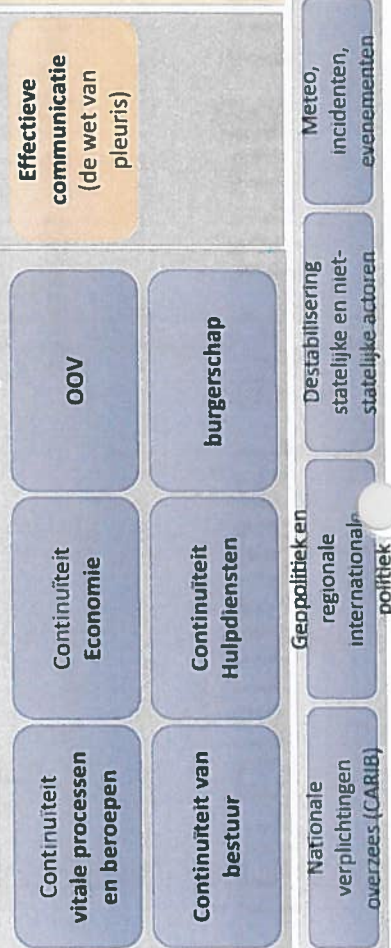 Continuïteit
vitale processen
en beroepen
Continuïteit
Economie
OOV
Effectieve
communicatie
(de wet van
pleuris)
Continuïteit van
bestuur
Continuïteit
Hulpdiensten
burgerschap
Nationale
verplichtingen
overzees (CARIB)
Geopolitiek en
regionale
internationale
politiek
Destabilisering
statelijke en niet-
statelijke actoren
Meteo,
incidenten,
evenementen